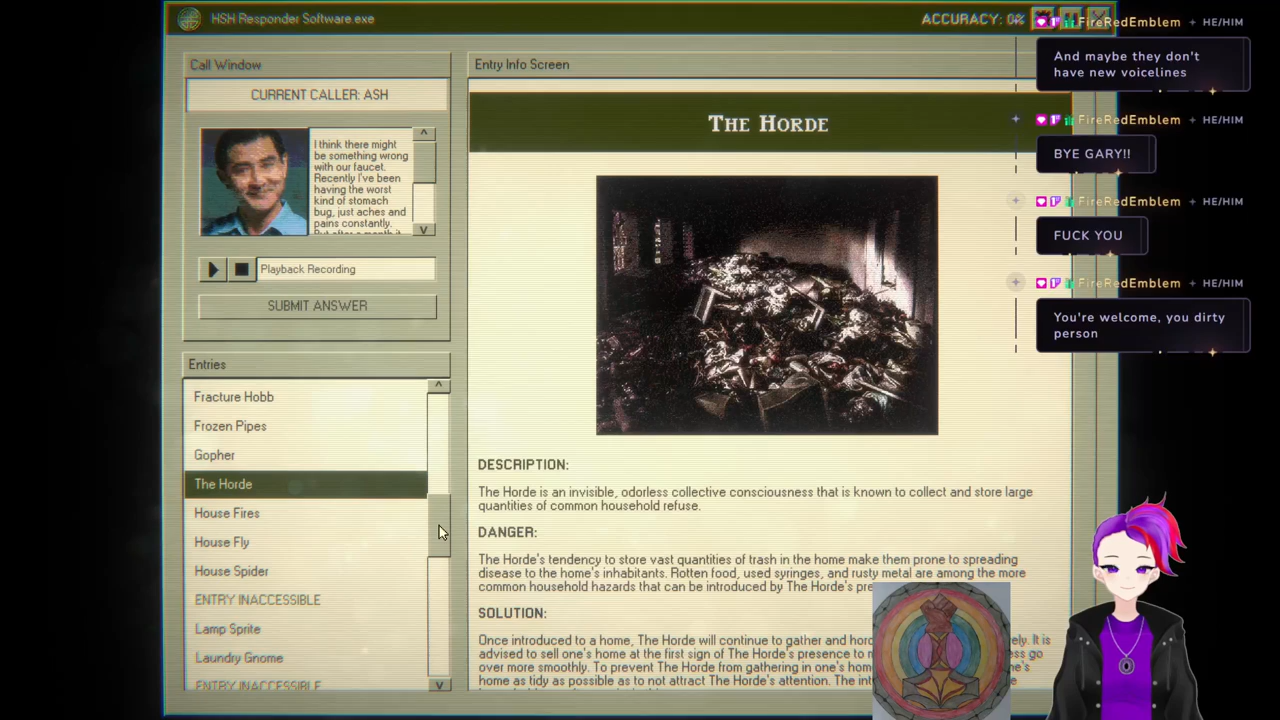 HSH Responder Software.exe
ACCURACY: 0%
Call Window
CURRENT CALLER: ASH
I think there might
be something wrong
with our faucet.
Recently I've been
having the worst
kind of stomach
bug, just aches and
pains constantly.
But after a month it
Playback Recording
SUBMIT ANSWER
Entries
Fracture Hobb
Frozen Pipes
Gopher
The Horde
House Fires
House Fly
House Spider
ENTRY INACCESSIBLE
Lamp Sprite
Laundry Gnome
ENTRY INACCESSIBLE
Entry Info Screen
The Horde
DESCRIPTION:
The Horde is an invisible, odorless collective consciousness that is known to collect and store large
quantities of common household refuse.
DANGER:
The Horde's tendency to store vast quantities of trash in the home make them prone to spreading
disease to the home's inhabitants. Rotten food, used syringes, and rusty metal are among the more
common household hazards that can be introduced by The Horde's
SOLUTION:
Once introduced to a home, The Horde will continue to gather and It is
advised to sell one's home at the first sign of The Horde's presence to go
over more smoothly. To prevent The Horde from gathering in one's
home as tidy as possible as to not attract The Horde's attention. The
FireRedEmblem HE/HIM
And maybe they don't
have new voicelines
FireRedEmblem HE/HIM
BYE GARY!!
FireRedEmblem HE/HIM
FUCK YOU
FireRedEmblem HE/HIM
You're welcome, you dirty
person